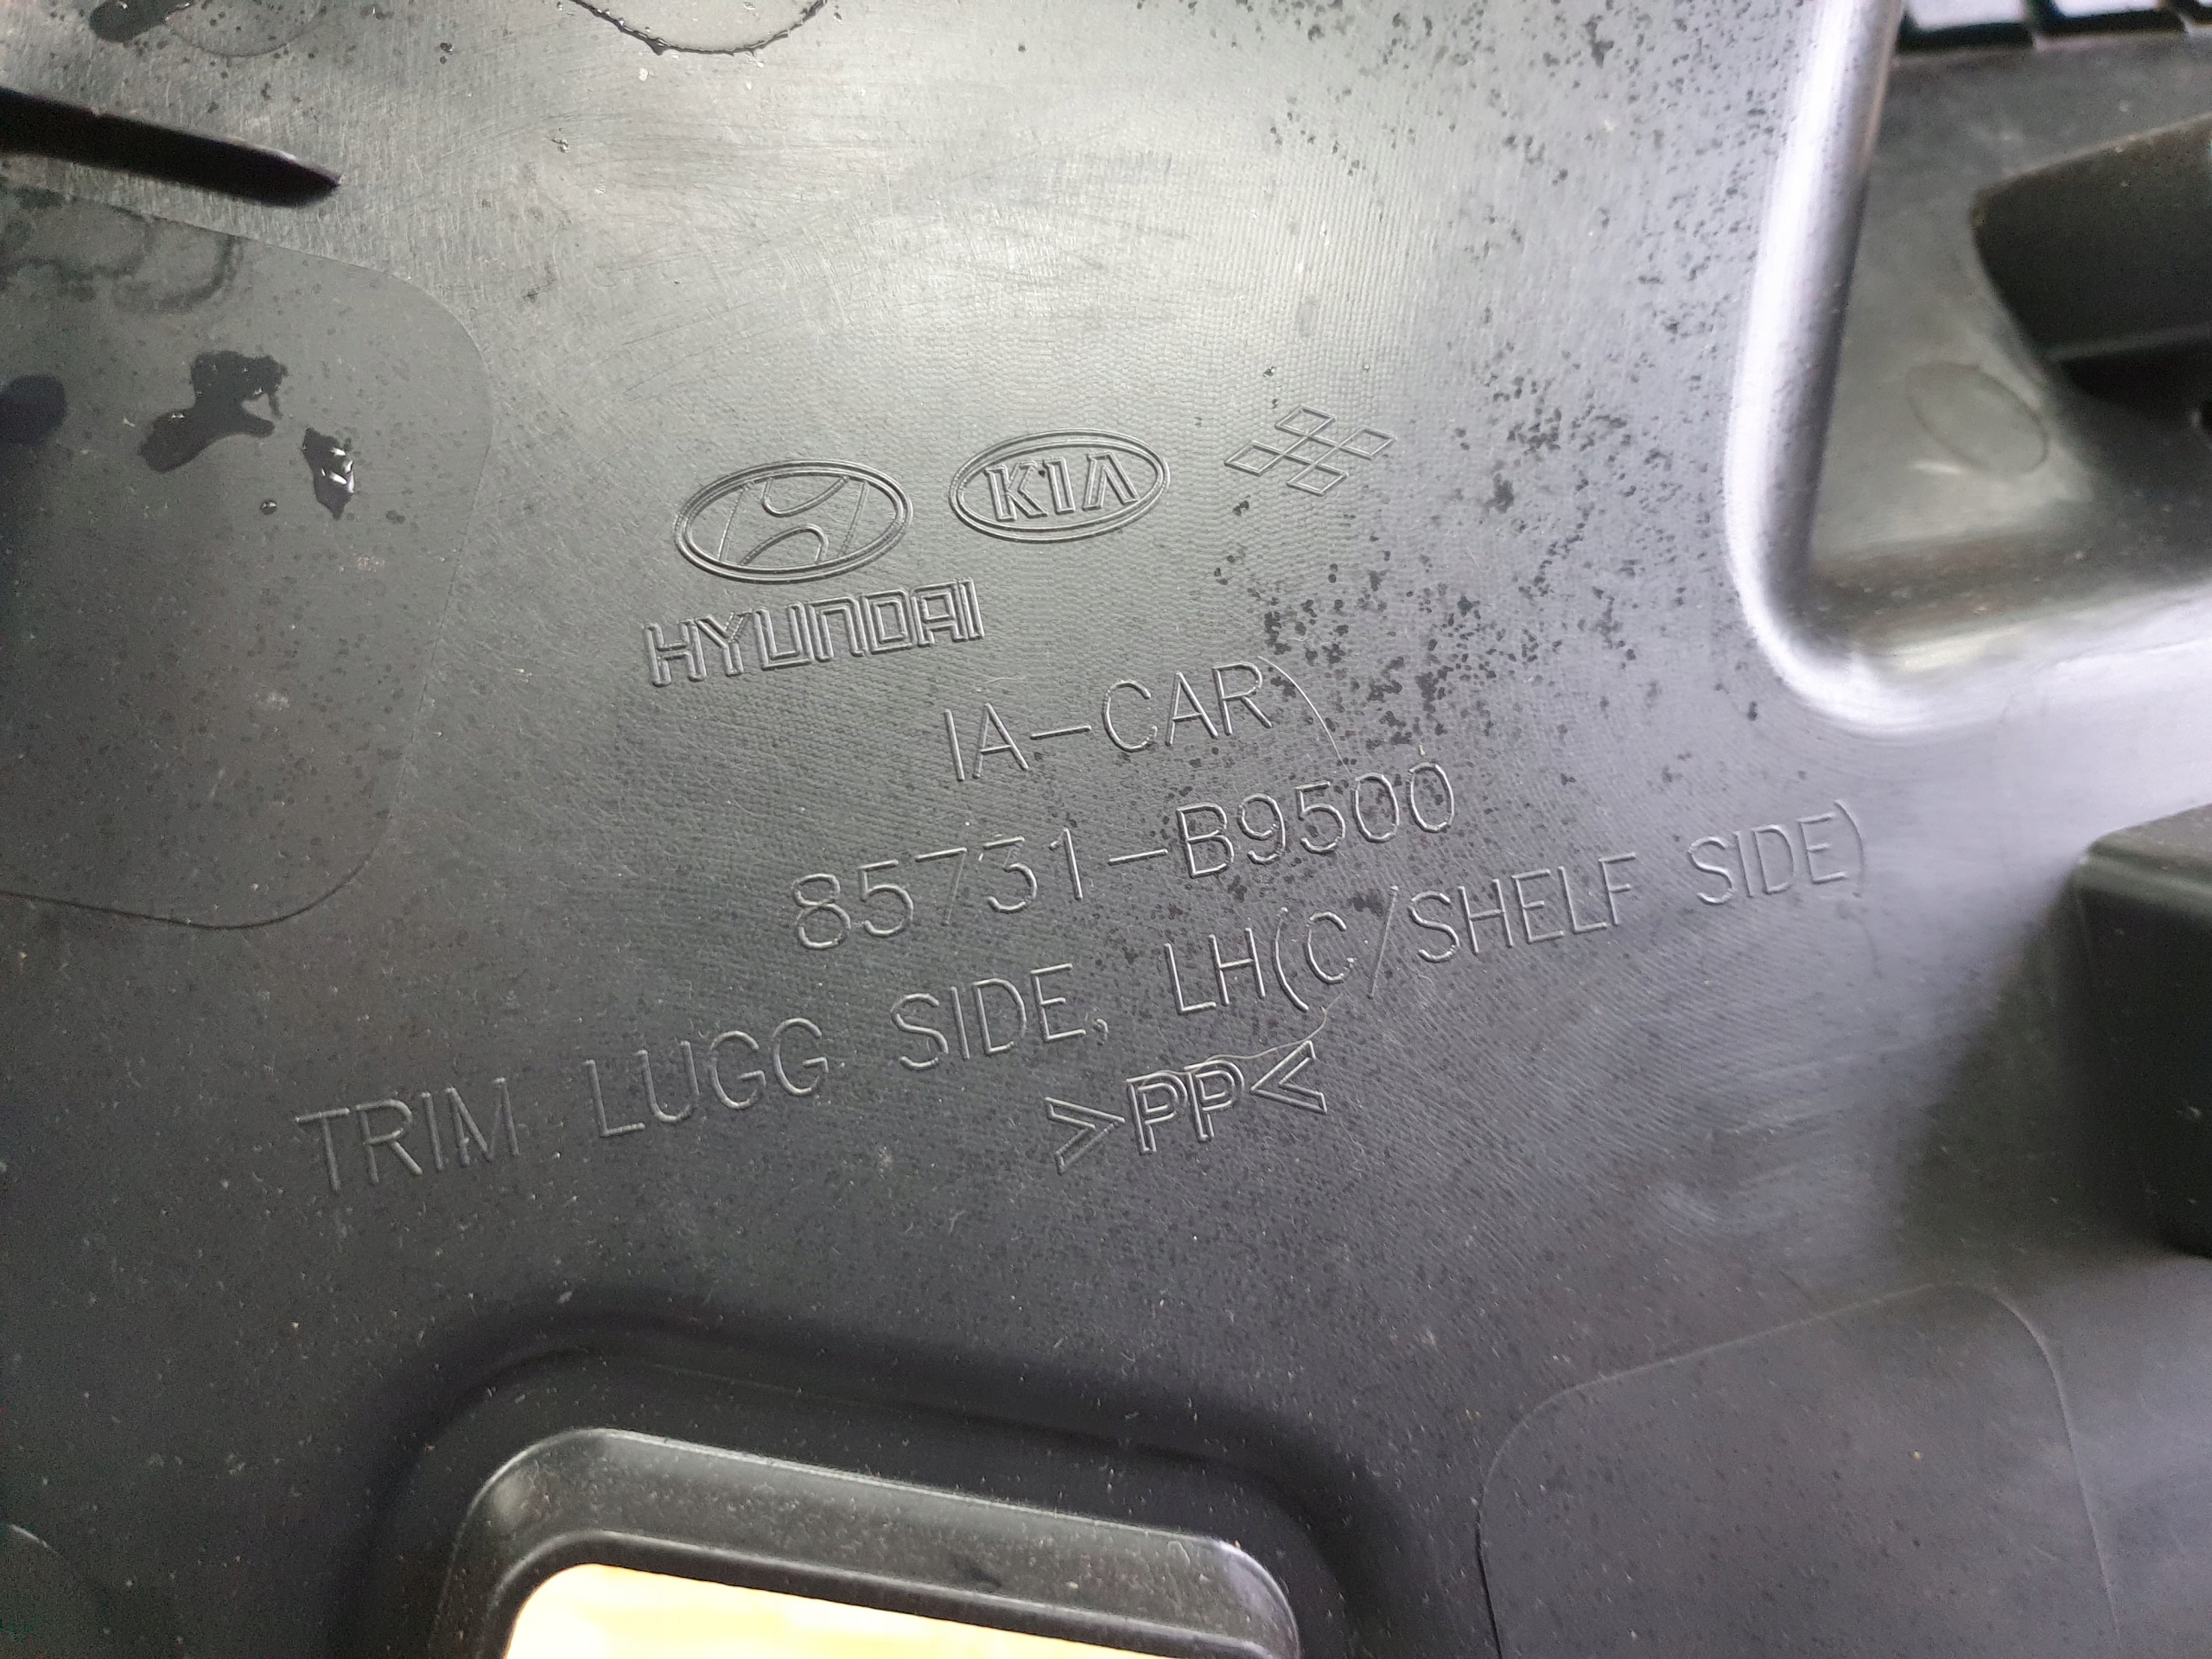 KIA
HYUNDAI
IA-CAR
85731-B9500
TRIM LUGG SIDE, LH(C/SHELF SIDE)
>PP<